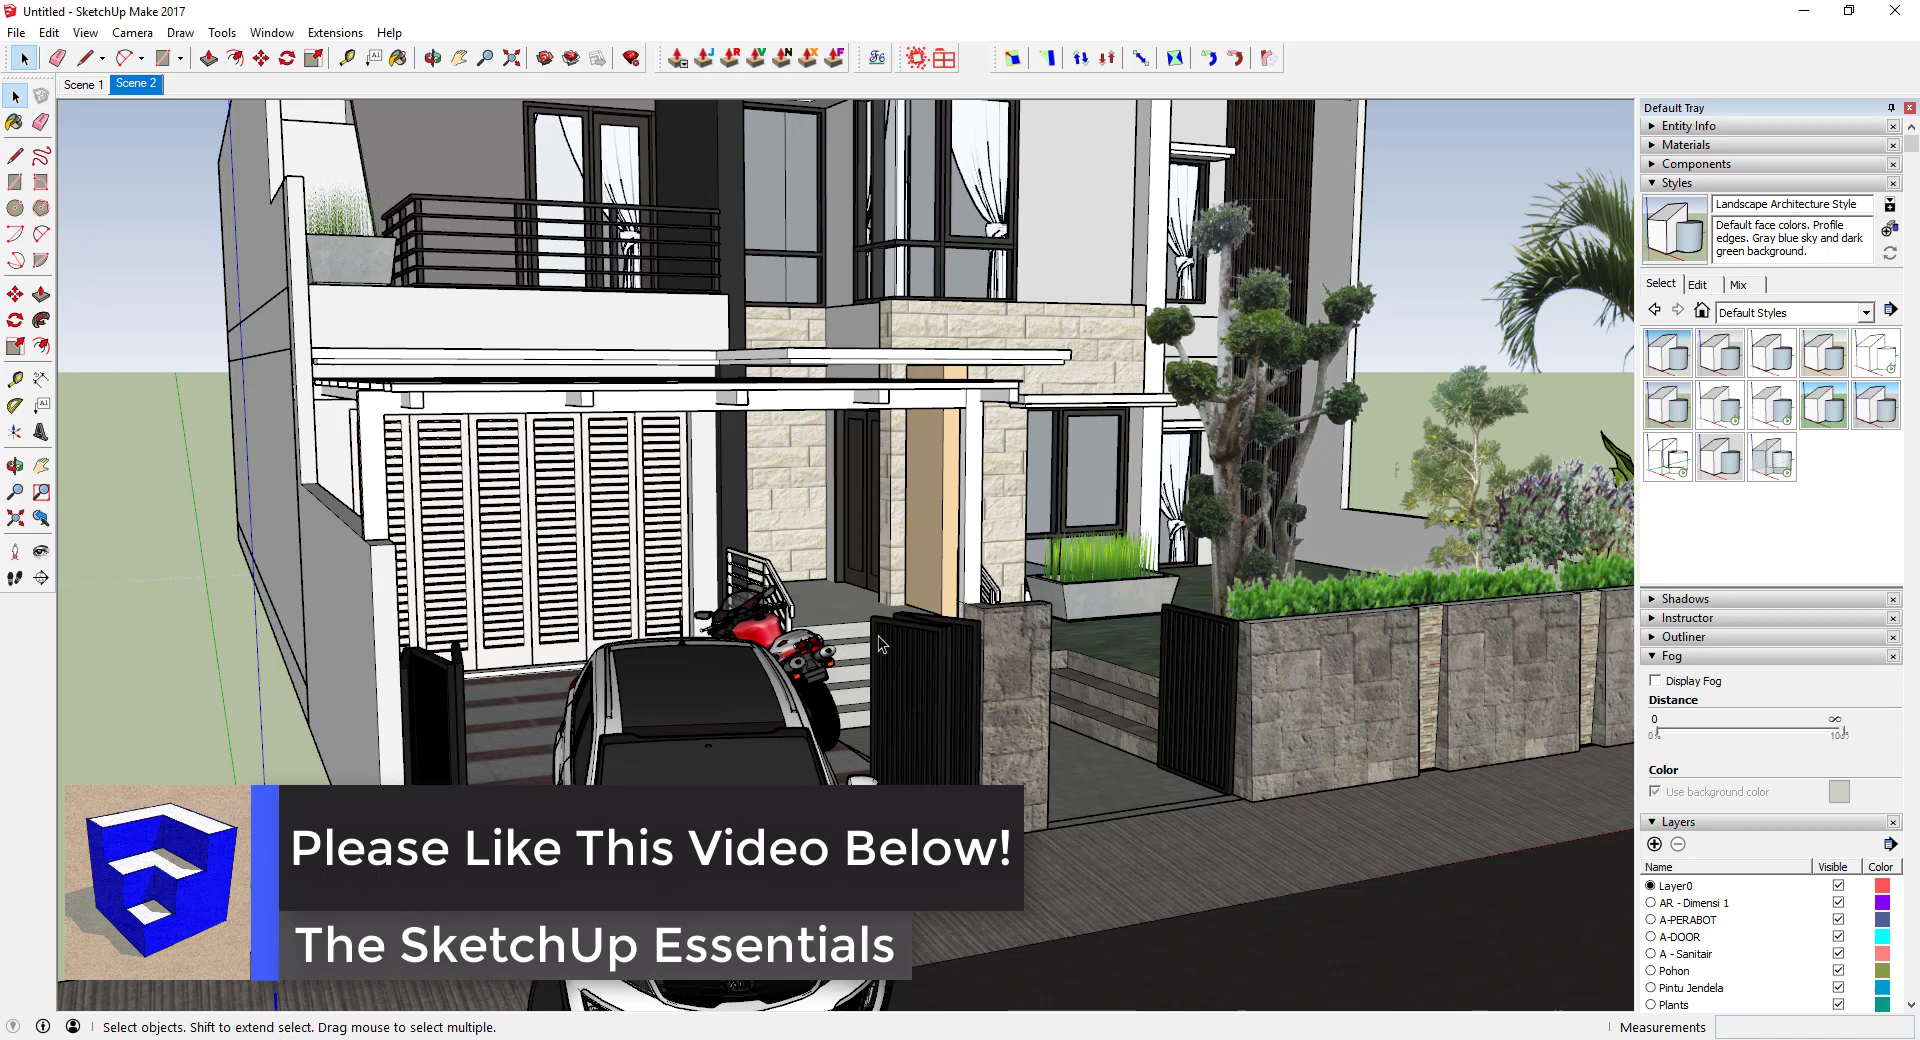 Untitled - SketchUp Make 2017
File Edit View Camera Draw Tools Window Extensions Help
Scene 1 Scene 2
Default Tray
Entity Info
Materials
Components
Styles
Landscape Architecture Style
Default face colors. Profile
edges. Gray blue sky and dark
green background.
Select Edit Mix
Default Styles
Shadows
Instructor
Outliner
Fog
Display Fog
Distance
0 ∞
0%
Color
Use background color
Layers
Name Visible Color
Layer0
AR - Dimensi 1
A-PERABOT
A-DOOR
A - Sanitair
Pohon
Pintu Jendela
Plants
Please Like This Video Below!
The SketchUp Essentials
Select objects. Shift to extend select. Drag mouse to select multiple.
Measurements